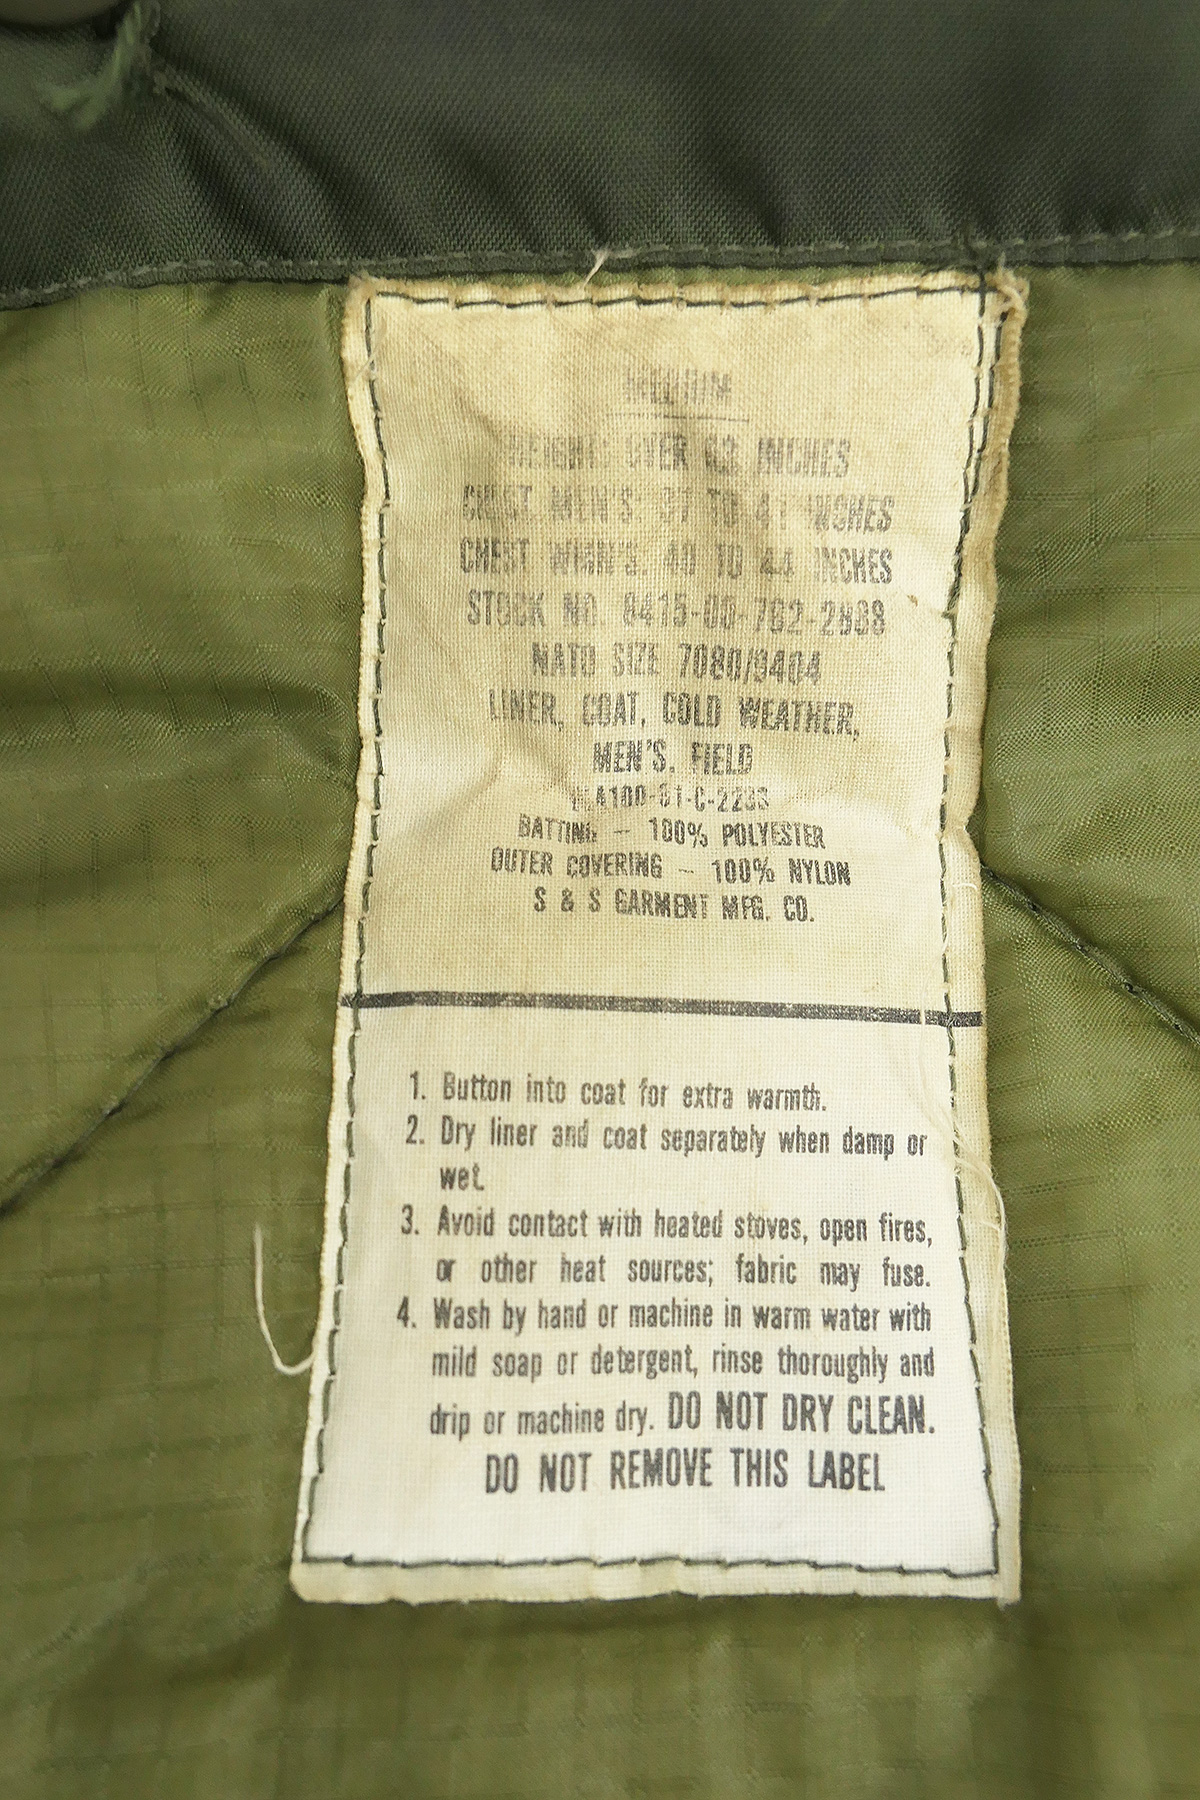 MEDIUM
HEIGHT: OVER 63 INCHES
CHEST MEN'S: 37 TO 41 INCHES
CHEST WMN'S. 40 TO 44 INCHES
STOCK NO. 8415-00-782-2888
NATO SIZE 7080/9404
LINER, COAT, COLD WEATHER,
MEN'S. FIELD
4100-81-C-2233
BATTING - 100% POLYESTER
OUTER COVERING - 100% NYLON
S & S GARMENT MFG. CO.
1. Button into coat for extra warmth.
2. Dry liner and coat separately when damp or
wet.
3. Avoid contact with heated stoves, open fires,
or other heat sources; fabric may fuse.
4. Wash by hand or machine in warm water with
mild soap or detergent, rinse thoroughly and
drip or machine dry. DO NOT DRY CLEAN.
DO NOT REMOVE THIS LABEL